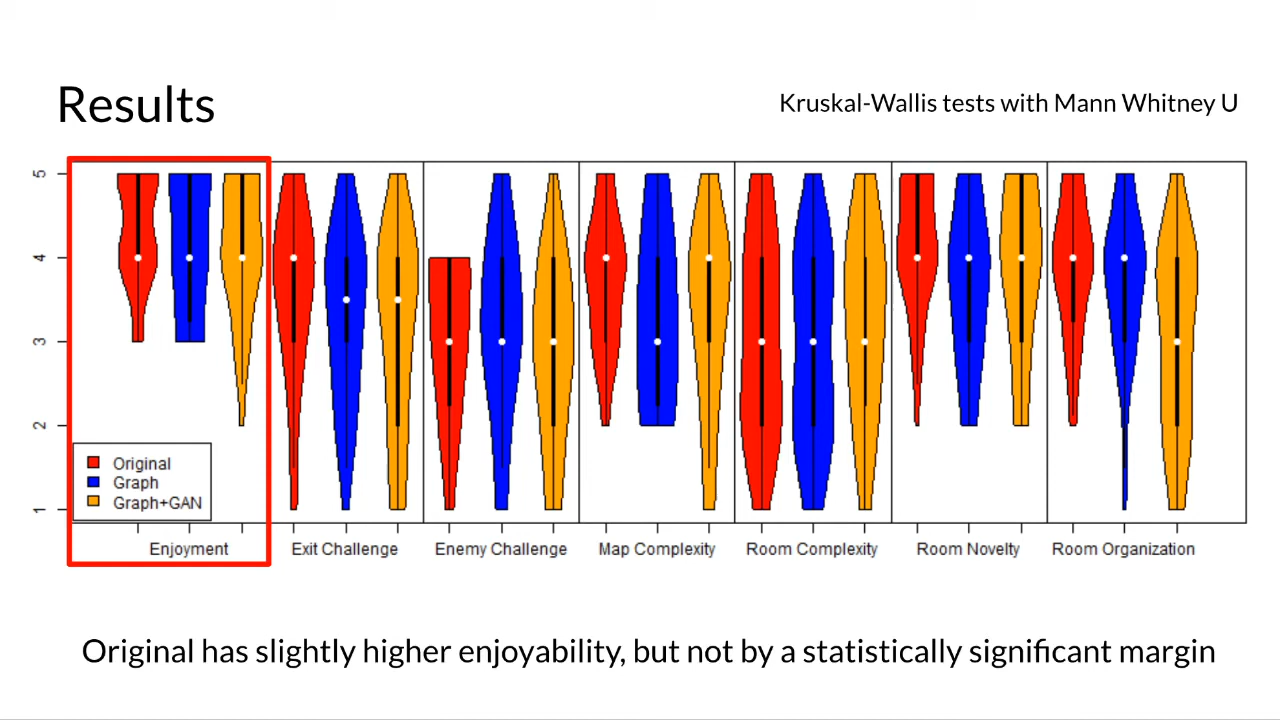 Results
Kruskal-Wallis tests with Mann Whitney U
5
4
3
2
1
Original
Graph
Graph+GAN
Enjoyment
Exit Challenge
Enemy Challenge
Map Complexity
Room Complexity
Room Novelty
Room Organization
Original has slightly higher enjoyability, but not by a statistically significant margin